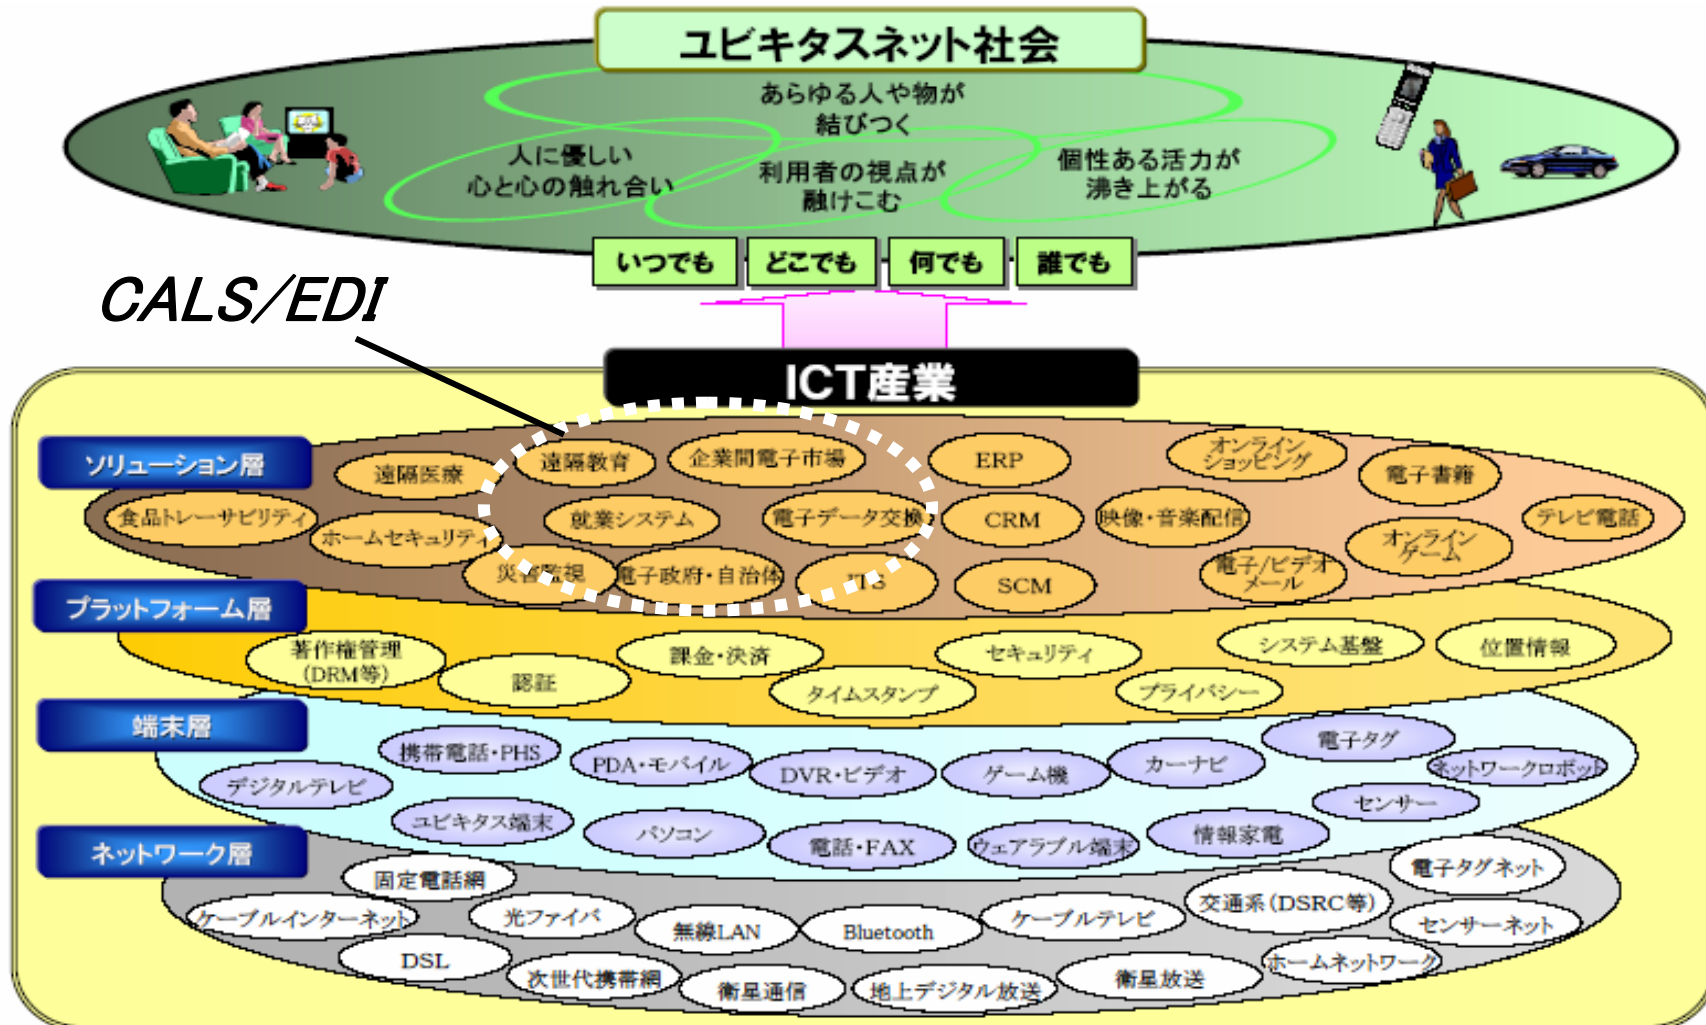 ユビキタスネット社会
あらゆる人や物が
結びつく
人に優しい
心と心の触れ合い
利用者の視点が
融けこむ
個性ある活力が
沸き上がる
いつでも
どこでも
何でも
誰でも
CALS/EDI
ICT産業
ソリューション層
遠隔医療
遠隔教育
企業間電子市場
ERP
オンライン
ショッピング
電子書籍
食品トレーサビリティ
ホームセキュリティ
就業システム
電子データ交換
CRM
映像・音楽配信
オンライン
ゲーム
テレビ電話
災害監視
電子政府・自治体
ITS
SCM
電子/ビデオ
メール
プラットフォーム層
著作権管理
(DRM等)
認証
課金・決済
タイムスタンプ
セキュリティ
プライバシー
システム基盤
位置情報
端末層
デジタルテレビ
携帯電話・PHS
PDA・モバイル
DVR・ビデオ
ゲーム機
カーナビ
電子タグ
ネットワークロボット
ユビキタス端末
パソコン
電話・FAX
ウェアラブル端末
情報家電
センサー
ネットワーク層
固定電話網
ケーブルインターネット
光ファイバ
無線LAN
Bluetooth
ケーブルテレビ
交通系(DSRC等)
電子タグネット
センサーネット
DSL
次世代携帯網
衛星通信
地上デジタル放送
衛星放送
ホームネットワーク